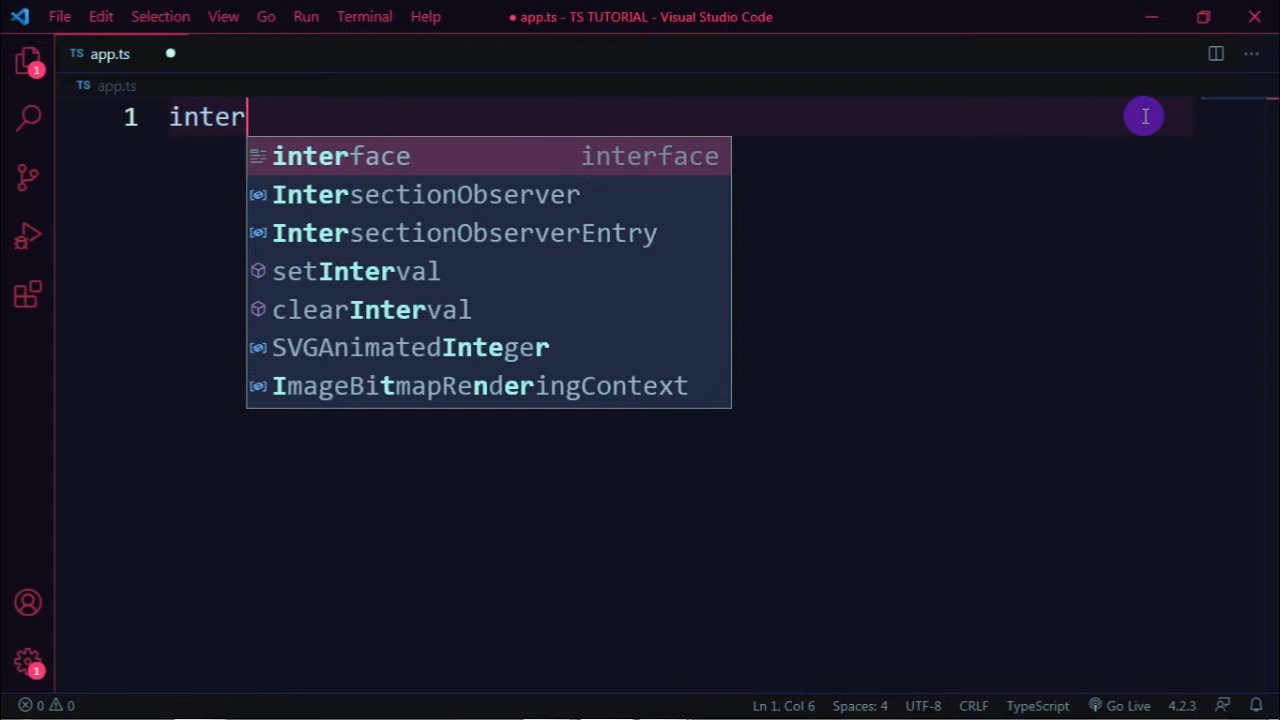 File Edit Selection View Go Run Terminal Help ● app.ts - TS TUTORIAL - Visual Studio Code
TS app.ts
TS app.ts
1 inter
interface interface
IntersectionObserver
IntersectionObserverEntry
setInterval
clearInterval
SVGAnimatedInteger
ImageBitmapRenderingContext
1
1
0 0 Ln 1, Col 6 Spaces: 4 UTF-8 CRLF TypeScript Go Live 4.2.3